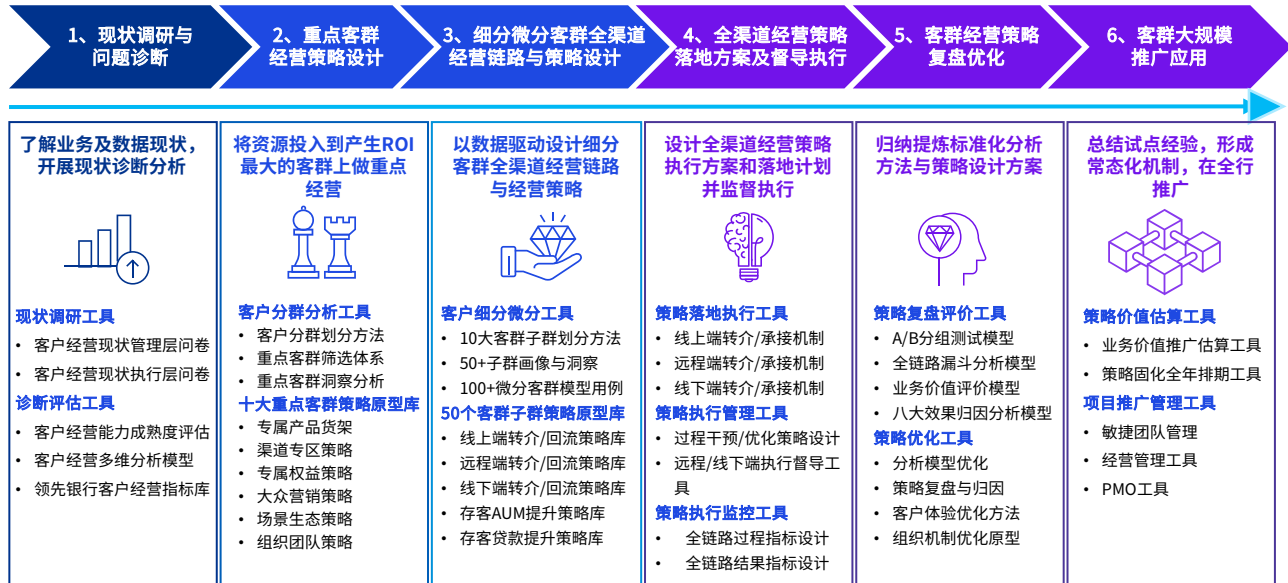 1、现状调研与
问题诊断
2、重点客群
经营策略设计
3、细分微分客群全渠道
经营链路与策略设计
4、全渠道经营策略
落地方案及督导执行
5、客群经营策略
复盘优化
6、客群大规模
推广应用
了解业务及数据现状，
开展现状诊断分析
现状调研工具
• 客户经营现状管理层问卷
• 客户经营现状执行层问卷
诊断评估工具
• 客户经营能力成熟度评估
• 客户经营多维分析模型
• 领先银行客户经营指标库
将资源投入到产生ROI
最大的客群上做重点
经营
客户分群分析工具
• 客户分群划分方法
• 重点客群筛选体系
• 重点客群洞察分析
十大重点客群策略原型库
• 专属产品货架
• 渠道专区策略
• 专属权益策略
• 大众营销策略
• 场景生态策略
• 组织团队策略
以数据驱动设计细分
客群全渠道经营链路
与经营策略
客户细分微分工具
• 10大客群子群划分方法
• 50+子群画像与洞察
• 100+微分客群模型用例
50个客群子群策略原型库
• 线上端转介/回流策略库
• 远程端转介/回流策略库
• 线下端转介/回流策略库
• 存客AUM提升策略库
• 存客贷款提升策略库
设计全渠道经营策略
执行方案和落地计划
并监督执行
策略落地执行工具
• 线上端转介/承接机制
• 远程端转介/承接机制
• 线下端转介/承接机制
策略执行管理工具
• 过程干预/优化策略设计
• 远程/线下端执行督导工
具
策略执行监控工具
• 全链路过程指标设计
• 全链路结果指标设计
归纳提炼标准化分析
方法与策略设计方案
策略复盘评价工具
• A/B分组测试模型
• 全链路漏斗分析模型
• 业务价值评价模型
• 八大效果归因分析模型
策略优化工具
• 分析模型优化
• 策略复盘与归因
• 客户体验优化方法
• 组织机制优化原型
总结试点经验，形成
常态化机制，在全行
推广
策略价值估算工具
• 业务价值推广估算工具
• 策略固化全年排期工具
项目推广管理工具
• 敏捷团队管理
• 经营管理工具
• PMO工具